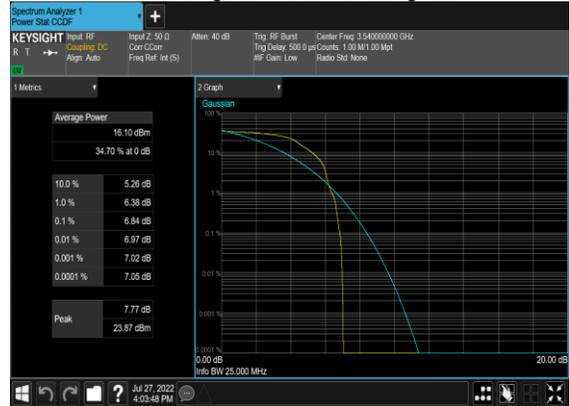 Spectrum Analyzer 1
Power Stat CCDF
KEYSIGHT
R T
Input: RF
Coupling: DC
Align: Auto
Input Z: 50 Ω
Corr CCorr
Freq Ref: Int (S)
Atten: 40 dB
Trig: RF Burst
Trig Delay: 500.0 µs
#IF Gain: Low
Center Freq: 3.540000000 GHz
Counts: 1.00 M/1.00 Mpt
Radio Std: None
1 Metrics
Average Power
16.10 dBm
34.70 % at 0 dB
10.0 % 5.26 dB
1.0 % 6.38 dB
0.1 % 6.84 dB
0.01 % 6.97 dB
0.001 % 7.02 dB
0.0001 % 7.05 dB
Peak
7.77 dB
23.87 dBm
2 Graph
Gaussian
100 %
10 %
1 %
0.1 %
0.01 %
0.001 %
0.0001 %
0.00 dB
20.00 dB
Info BW 25.000 MHz
Jul 27, 2022
4:03:48 PM